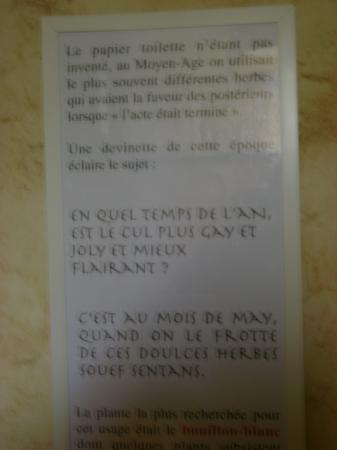 Le papier toilette n'étant pas
inventé, au Moyen-Age on utilisait
le plus souvent différentes herbes
qui avaient la faveur des postérieurs
lorsque « l'acte était terminé ».
Une devinette de cette époque
éclaire le sujet :
EN QUEL TEMPS DE L'AN,
EST LE CUL PLUS GAY ET
JOLY ET MIEUX
FLAIRANT ?
C'EST AU MOIS DE MAY,
QUAND ON LE FROTTE
DE CES DOULCES HERBES
SOUEF SENTANS.
La plante la plus recherchée pour
cet usage était le bouillon-blanc
dont quelques plants subsistent